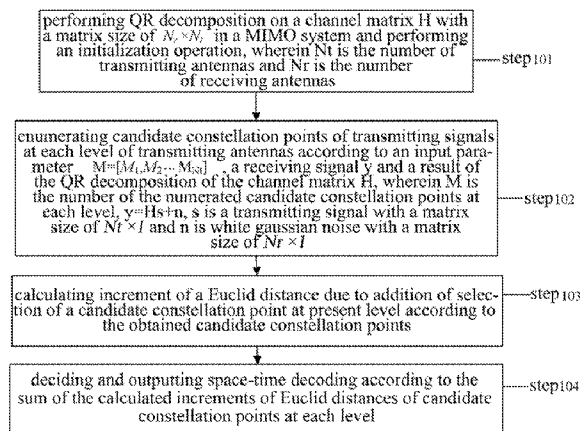 performing QR decomposition on a channel matrix H with
a matrix size of Nr×Nt in a MIMO system and performing
an initialization operation, wherein Nt is the number of
transmitting antennas and Nr is the number
of receiving antennas
step101
enumerating candidate constellation points of transmitting signals
at each level of transmitting antennas according to an input para-
meter M=[M1,M2... MNt] , a receiving signal y and a result of
the QR decomposition of the channel matrix H, wherein M is
the number of the numerated candidate constellation points at
each level, y=Hs+n, s is a transmitting signal with a matrix
size of Nt ×1 and n is white gaussian noise with a matrix
size of Nr ×1
step102
calculating increment of a Euclid distance due to addition of selec-
tion of a candidate constellation point at present level according to
the obtained candidate constellation points
step103
deciding and outputting space-time decoding according to the
sum of the calculated increments of Euclid distances of candidate
constellation points at each level
step104